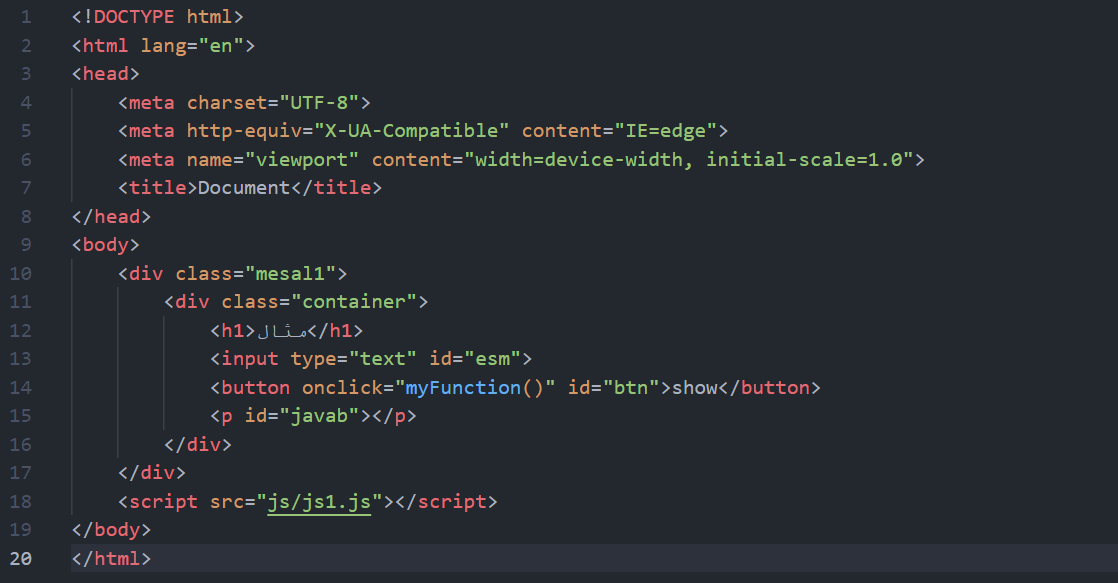 1 <!DOCTYPE html>
2 <html lang="en">
3 <head>
4     <meta charset="UTF-8">
5     <meta http-equiv="X-UA-Compatible" content="IE=edge">
6     <meta name="viewport" content="width=device-width, initial-scale=1.0">
7     <title>Document</title>
8 </head>
9 <body>
10     <div class="mesal1">
11         <div class="container">
12             <h1>مثال</h1>
13             <input type="text" id="esm">
14             <button onclick="myFunction()" id="btn">show</button>
15             <p id="javab"></p>
16         </div>
17     </div>
18     <script src="js/js1.js"></script>
19 </body>
20 </html>